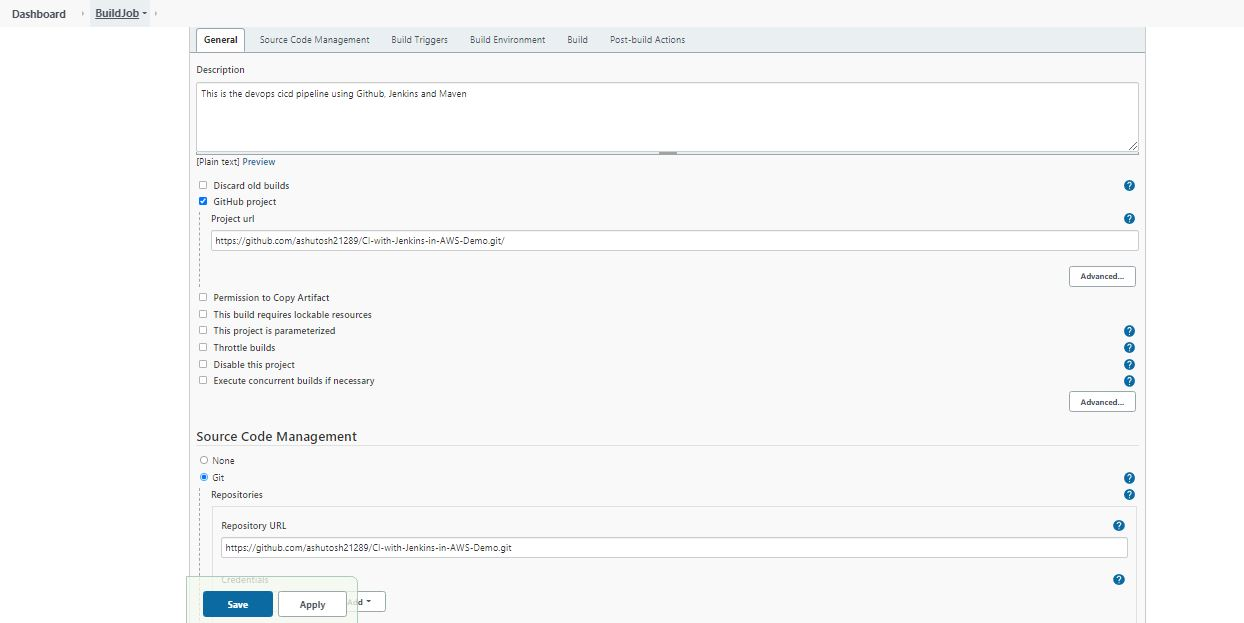 Dashboard BuildJob
General Source Code Management Build Triggers Build Environment Build Post-build Actions
Description
This is the devops cicd pipeline using Github, Jenkins and Maven
[Plain text] Preview
Discard old builds
GitHub project
Project url
https://github.com/ashutosh21289/CI-with-Jenkins-in-AWS-Demo.git/
Advanced...
Permission to Copy Artifact
This build requires lockable resources
This project is parameterized
Throttle builds
Disable this project
Execute concurrent builds if necessary
Advanced...
Source Code Management
None
Git
Repositories
Repository URL
https://github.com/ashutosh21289/CI-with-Jenkins-in-AWS-Demo.git
Credentials
Save Apply